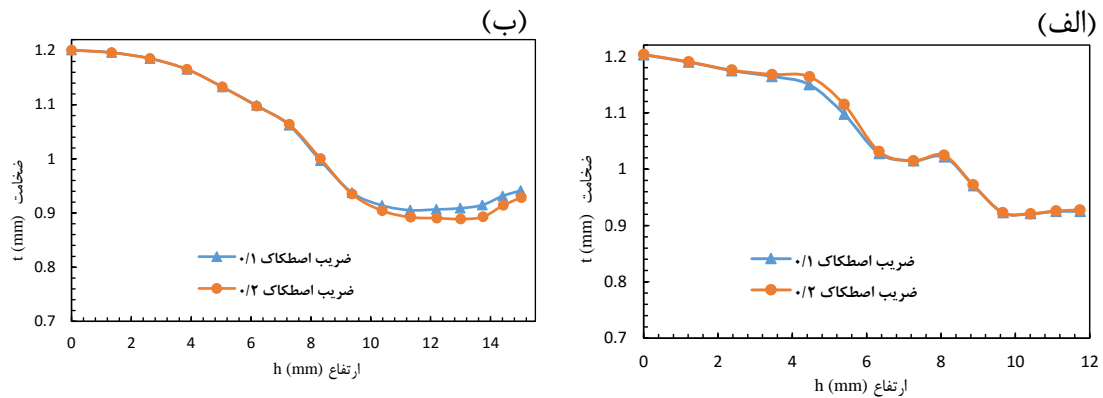 (الف)
1.2
1.1
1
0.9
0.8
0.7
ضخامت t (mm)
ضریب اصطکاک ۰/۱
ضریب اصطکاک ۰/۲
0 2 4 6 8 10 12
ارتفاع h (mm)
(ب)
1.2
1.1
1
0.9
0.8
0.7
ضخامت t (mm)
ضریب اصطکاک ۰/۱
ضریب اصطکاک ۰/۲
0 2 4 6 8 10 12 14
ارتفاع h (mm)